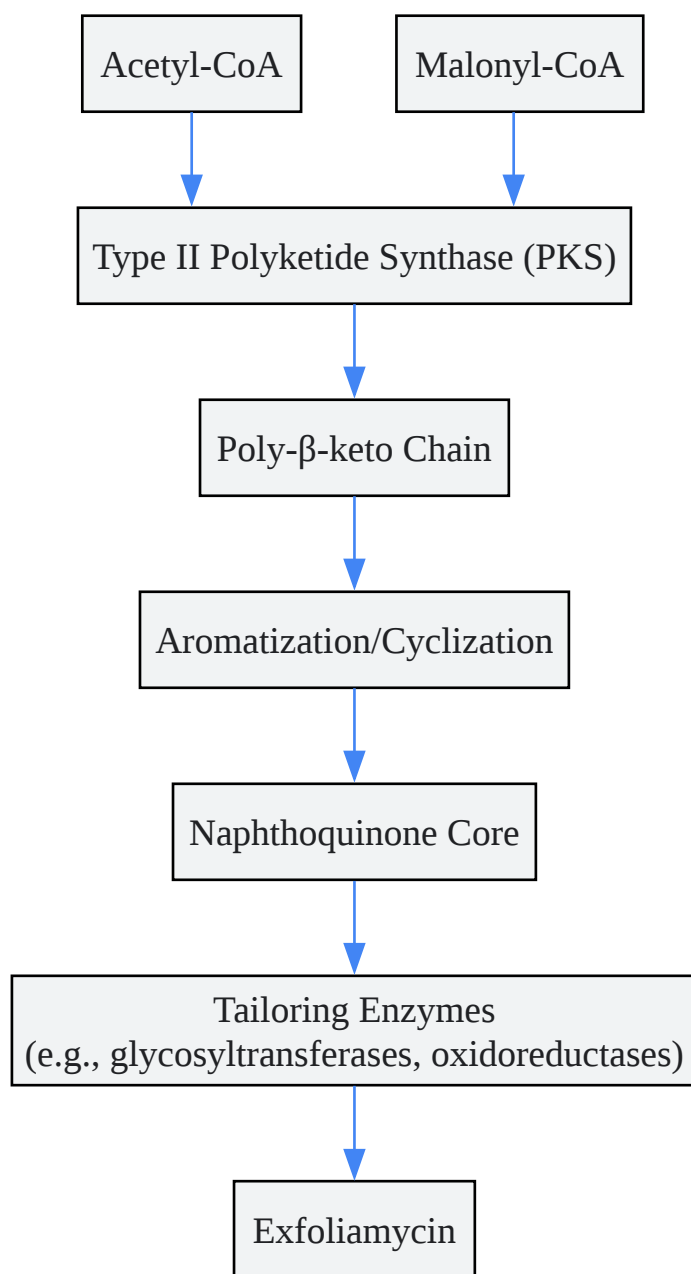 Acetyl-CoA
Malonyl-CoA
Type II Polyketide Synthase (PKS)
Poly-β-keto Chain
Aromatization/Cyclization
Naphthoquinone Core
Tailoring Enzymes
(e.g., glycosyltransferases, oxidoreductases)
Exfoliamycin